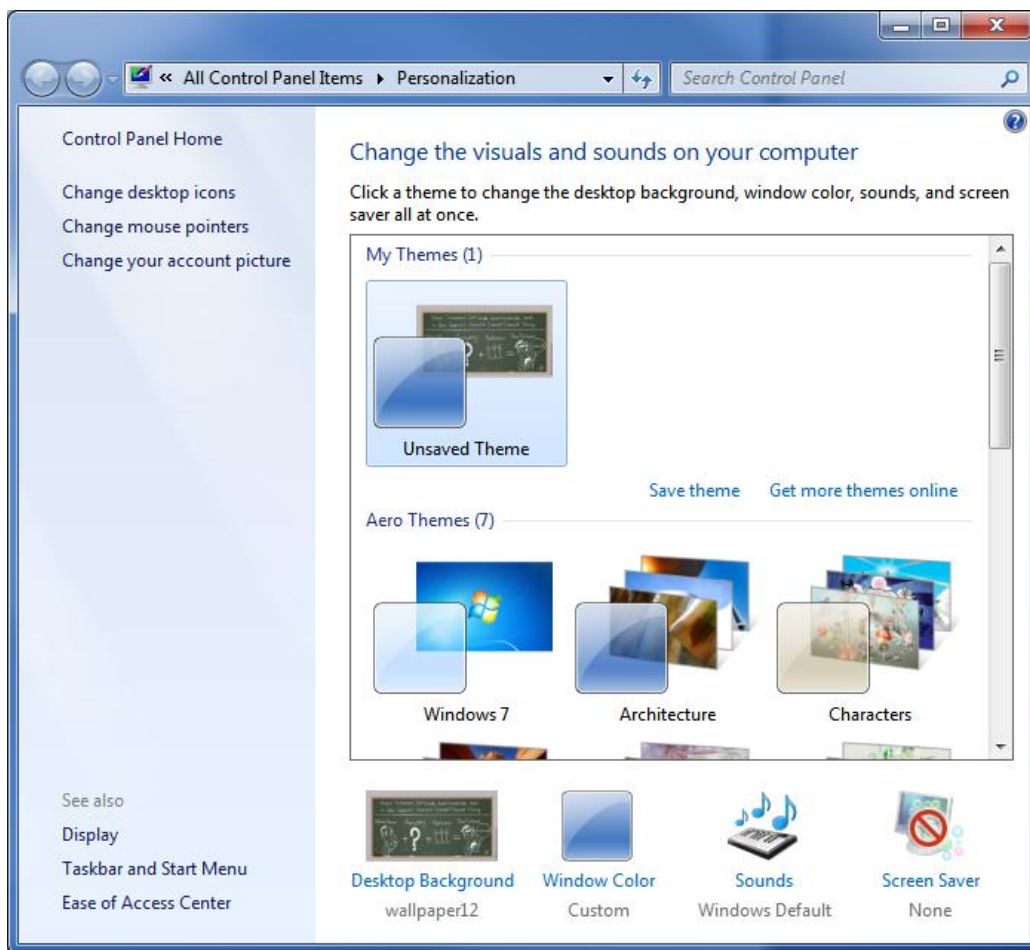 « All Control Panel Items ▸ Personalization
Search Control Panel
Control Panel Home
Change desktop icons
Change mouse pointers
Change your account picture
Change the visuals and sounds on your computer
Click a theme to change the desktop background, window color, sounds, and screen
saver all at once.
My Themes (1)
Unsaved Theme
Save theme
Get more themes online
Aero Themes (7)
Windows 7
Architecture
Characters
See also
Display
Taskbar and Start Menu
Ease of Access Center
Desktop Background
wallpaper12
Window Color
Custom
Sounds
Windows Default
Screen Saver
None